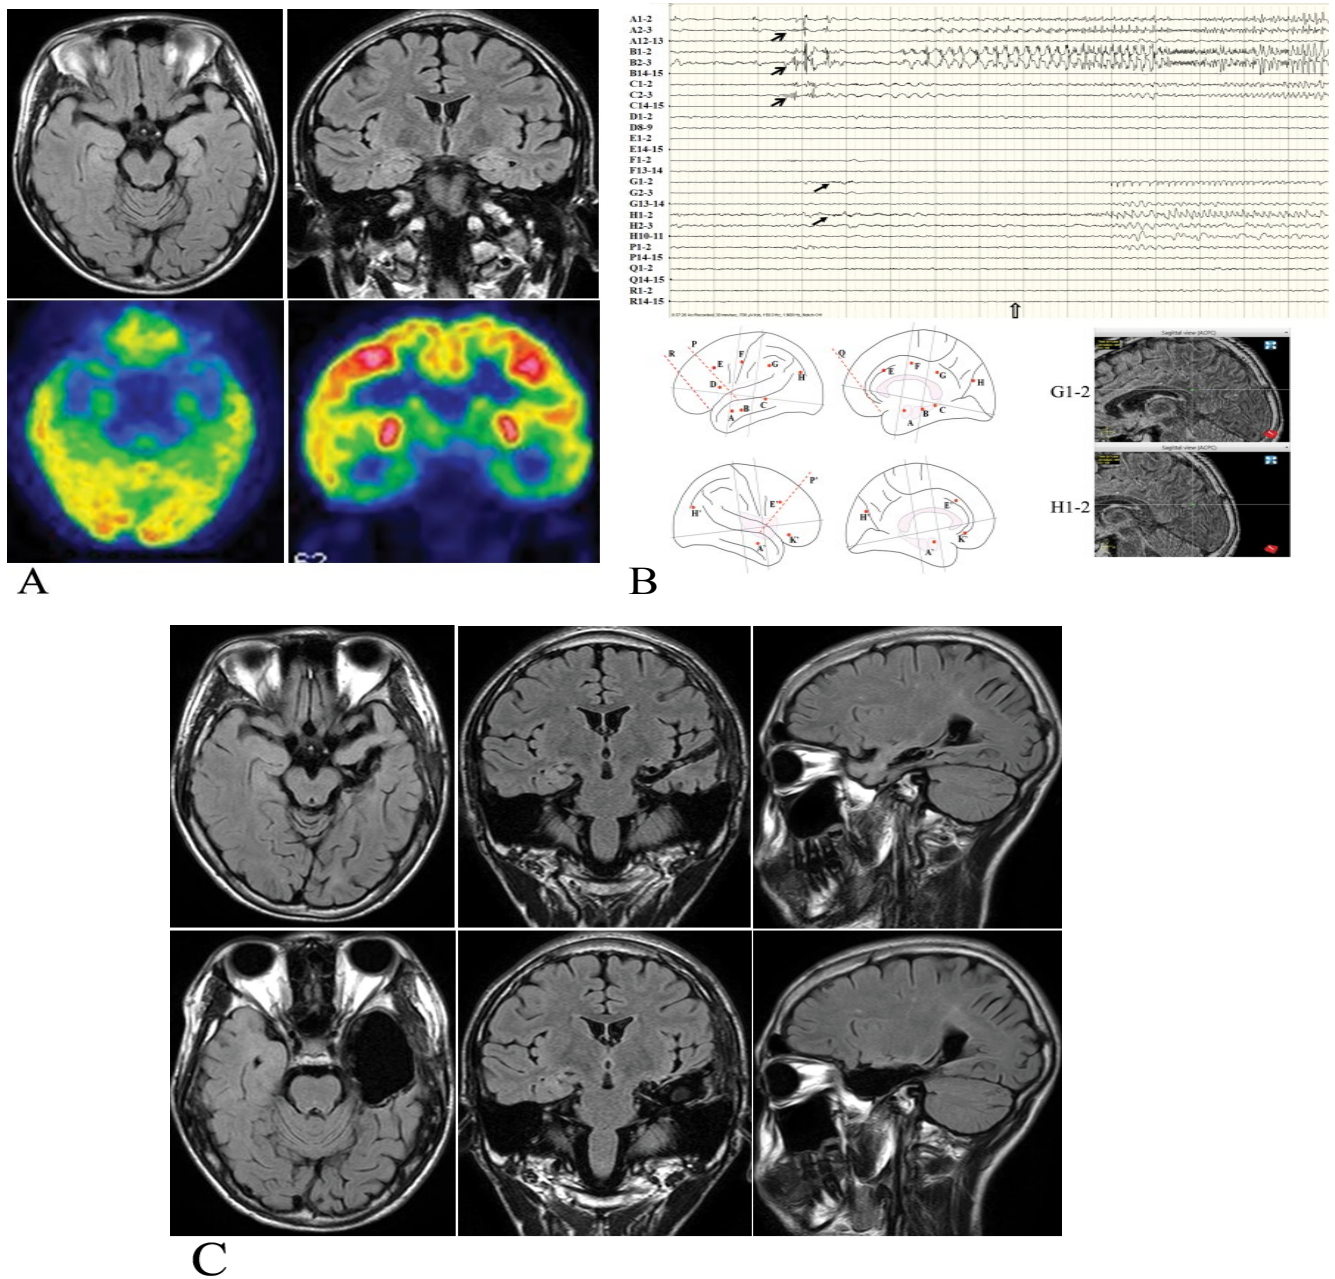 A1-2
A2-3
A12-13
B1-2
B2-3
B14-15
C1-2
C2-3
C14-15
D1-2
D8-9
E1-2
E14-15
F1-2
F13-14
G1-2
G2-3
G13-14
H1-2
H2-3
H10-11
P1-2
P14-15
Q1-2
Q14-15
R1-2
R14-15
R P E F G H D A B C
Q E F G H A B C
Sagittal view (ACPC)
G1-2
Sagittal view (ACPC)
H1-2
H' E' P' A' K'
H' E' A' K'
62
A
B
C